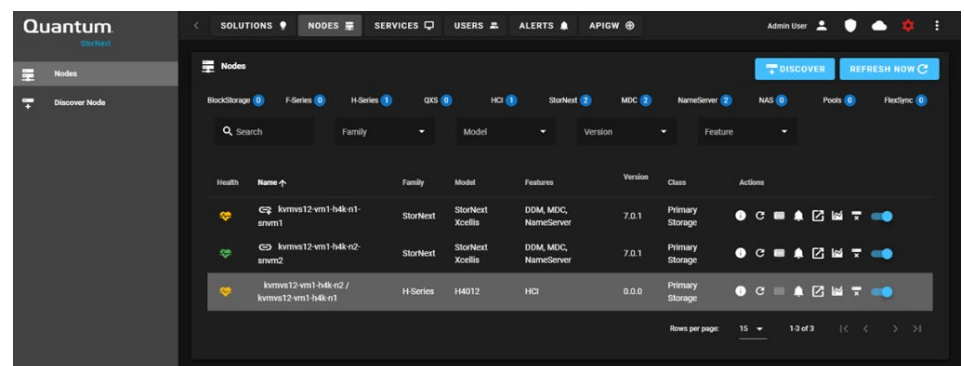 Quantum
StorNext
SOLUTIONS
NODES
SERVICES
USERS
ALERTS
APIGW
Admin User
Nodes
Discover Node
Nodes
DISCOVER
REFRESH NOW
BlockStorage 0
F-Series 0
H-Series 1
QXS 0
HCI 1
StorNext 2
MDC 2
NameServer 2
NAS 0
Pools 0
FlexSync 0
Search
Family
Model
Version
Feature
Health
Name
Family
Model
Features
Version
Class
Actions
kvmvs12-vm1-h4k-n1-
snvm1
StorNext
StorNext
Xcellis
DDM, MDC,
NameServer
7.0.1
Primary
Storage
kvmvs12-vm1-h4k-n2-
snvm2
StorNext
StorNext
Xcellis
DDM, MDC,
NameServer
7.0.1
Primary
Storage
kvmvs12-vm1-h4k-n2 /
kvmvs12-vm1-h4k-n1
H-Series
H4012
HCI
0.0.0
Primary
Storage
Rows per page:
15
1-3 of 3